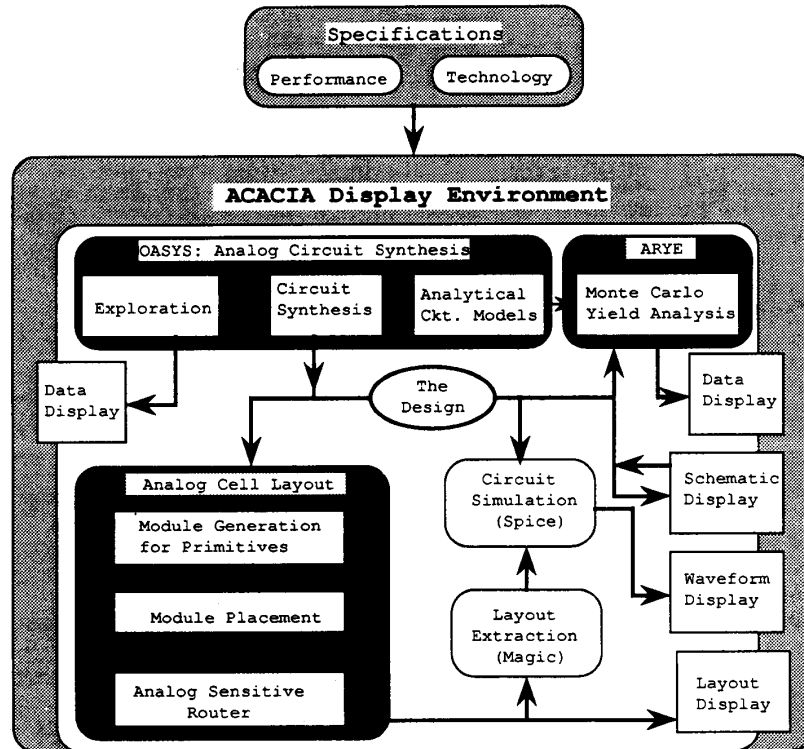 Specifications
Performance
Technology
ACACIA Display Environment
OASYS: Analog Circuit Synthesis
ARYE
Exploration
Circuit
Synthesis
Analytical
Ckt. Models
Monte Carlo
Yield Analysis
Data
Display
The
Design
Data
Display
Analog Cell Layout
Module Generation
for Primitives
Module Placement
Analog Sensitive
Router
Circuit
Simulation
(Spice)
Layout
Extraction
(Magic)
Schematic
Display
Waveform
Display
Layout
Display